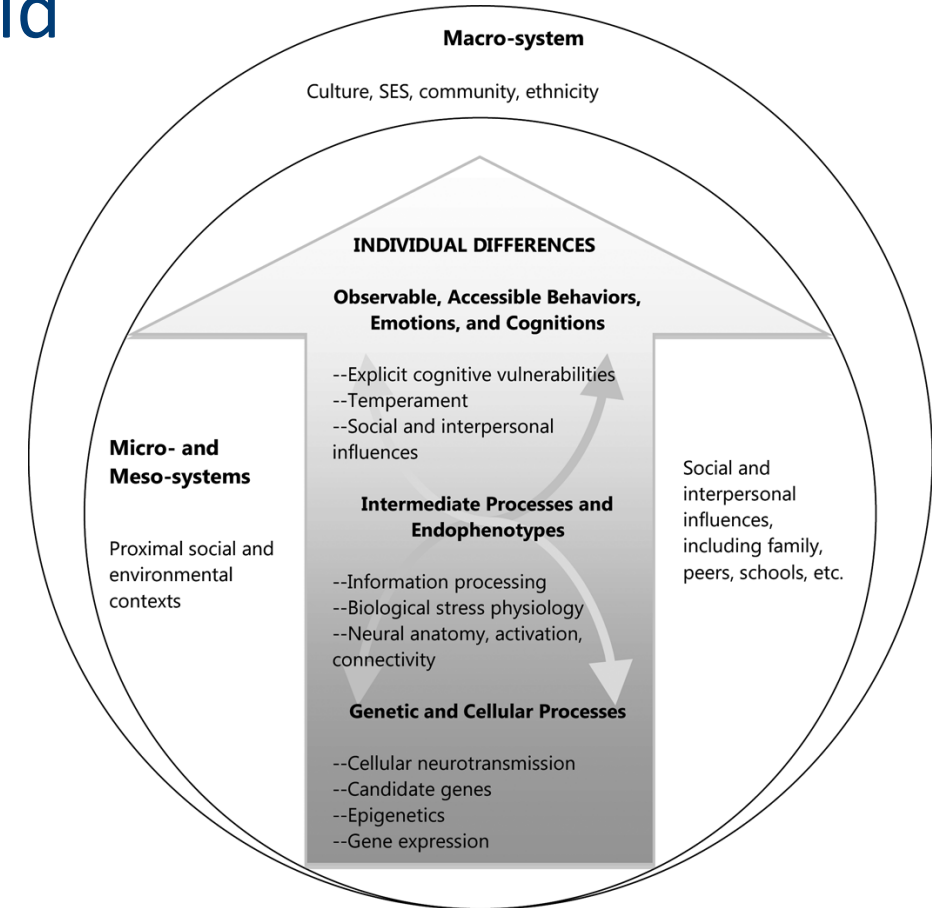 ld
Macro-system
Culture, SES, community, ethnicity
INDIVIDUAL DIFFERENCES
Observable, Accessible Behaviors,
Emotions, and Cognitions
--Explicit cognitive vulnerabilities
--Temperament
--Social and interpersonal
influences
Micro- and
Meso-systems
Proximal social and
environmental
contexts
Intermediate Processes and
Endophenotypes
--Information processing
--Biological stress physiology
--Neural anatomy, activation,
connectivity
Social and
interpersonal
influences,
including family,
peers, schools, etc.
Genetic and Cellular Processes
--Cellular neurotransmission
--Candidate genes
--Epigenetics
--Gene expression